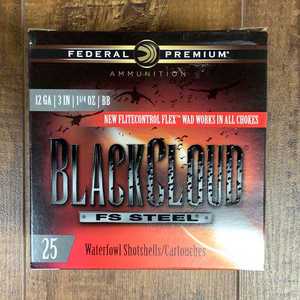 FEDERAL PREMIUM®
AMMUNITION
12 GA | 3 IN | 1 1/4 OZ | BB
NEW FLITECONTROL FLEX™ WAD WORKS IN ALL CHOKES
BLACKCLOUD
FS STEEL®
25
Waterfowl Shotshells/Cartouches